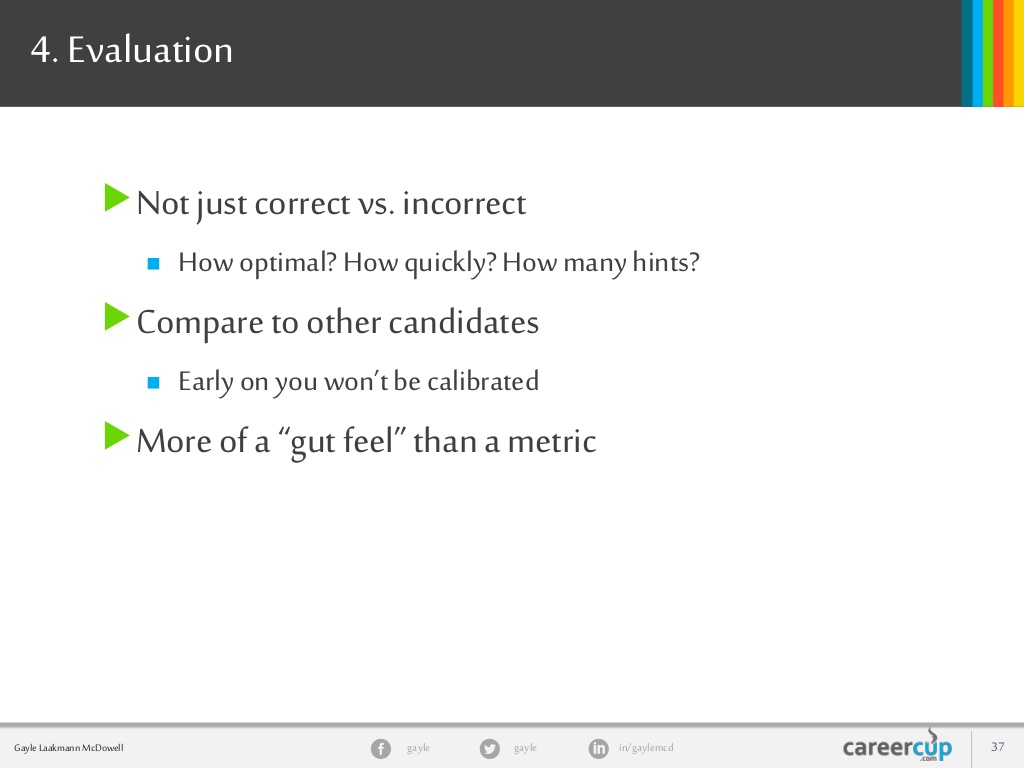 4. Evaluation
Not just correct vs. incorrect
How optimal? How quickly? How many hints?
Compare to other candidates
Early on you won’t be calibrated
More of a “gut feel” than a metric
Gayle Laakmann McDowell
gayle
gayle
in/gaylemcd
careercup
.com
37